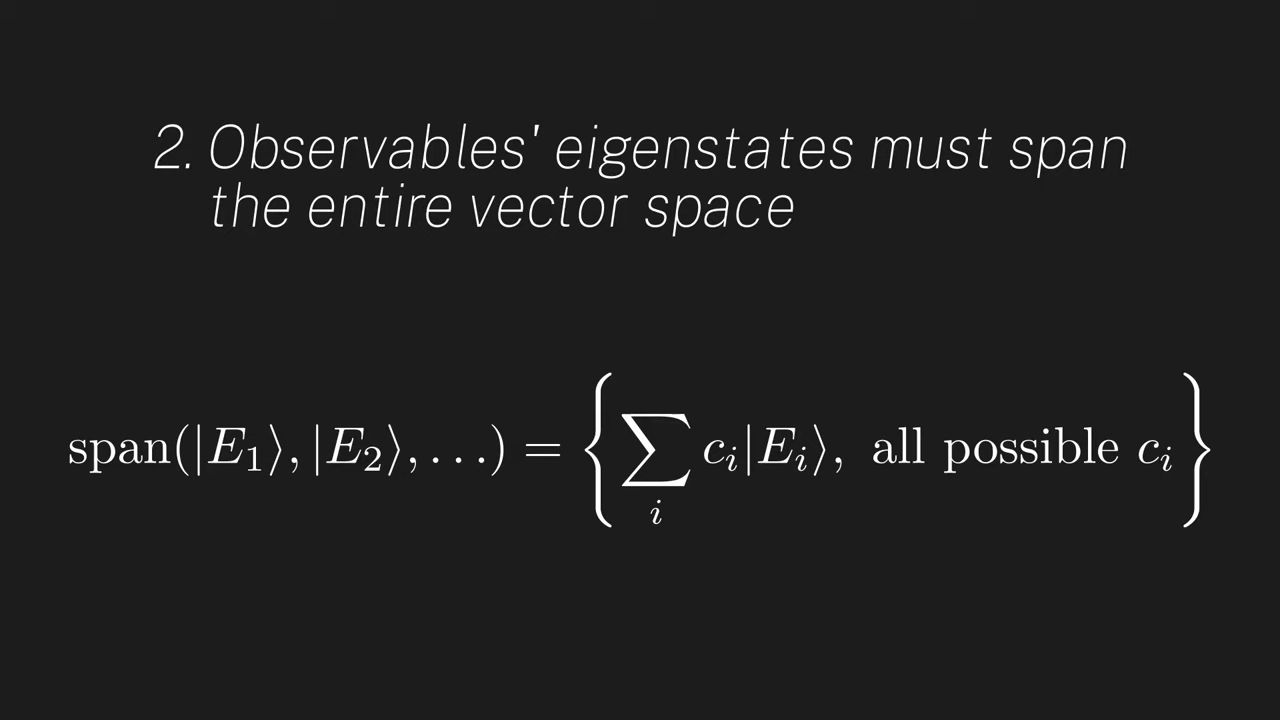 2. Observables' eigenstates must span
the entire vector space
span(|E₁⟩, |E₂⟩, . . .) = { ∑ᵢ cᵢ|Eᵢ⟩, all possible cᵢ }